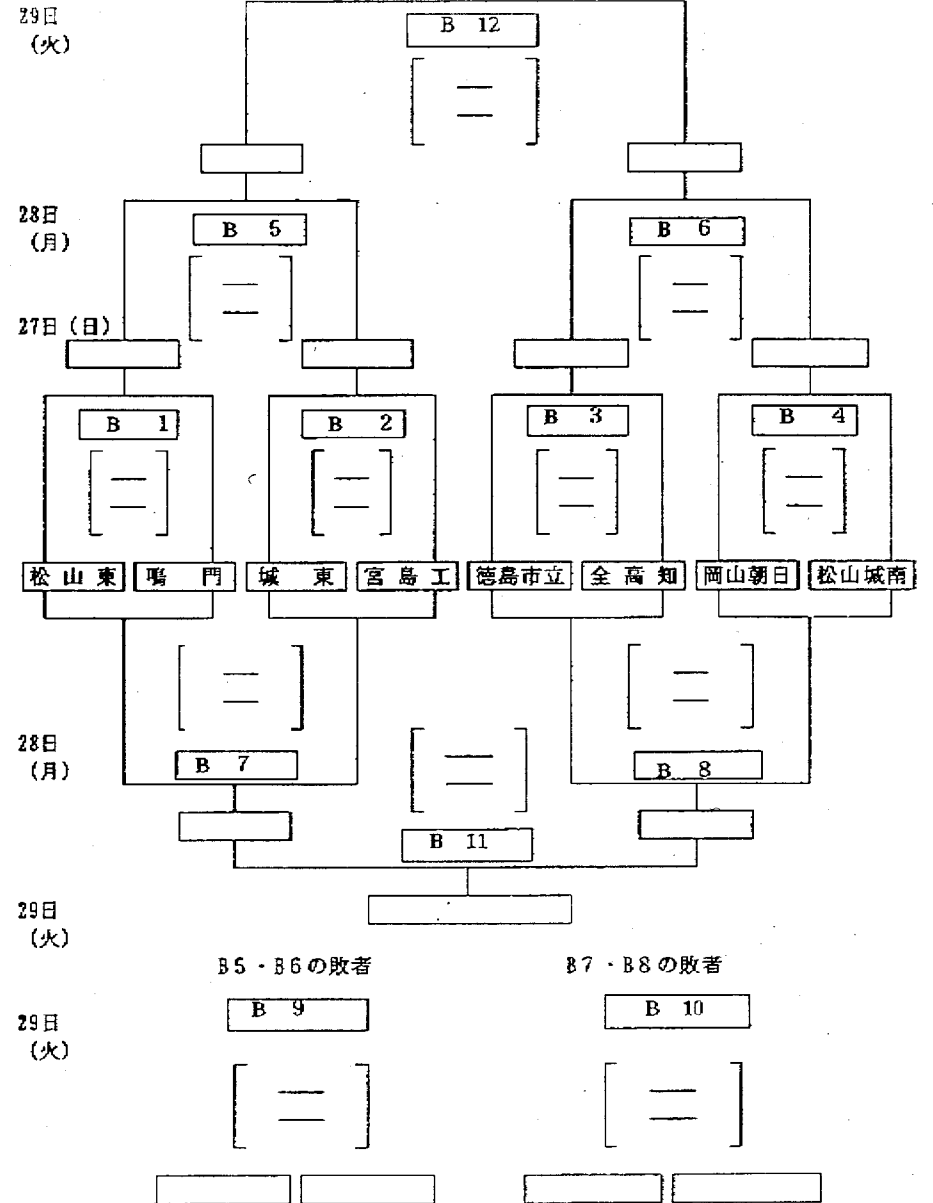 29日
(火)
B 12
28日
(月)
B 5
B 6
27日(日)
B 1
B 2
B 3
B 4
松山東
鳴門
城東
宮島工
徳島市立
全高知
岡山朝日
松山城南
28日
(月)
B 7
B 8
B 11
29日
(火)
B5・B6の敗者
B7・B8の敗者
29日
(火)
B 9
B 10